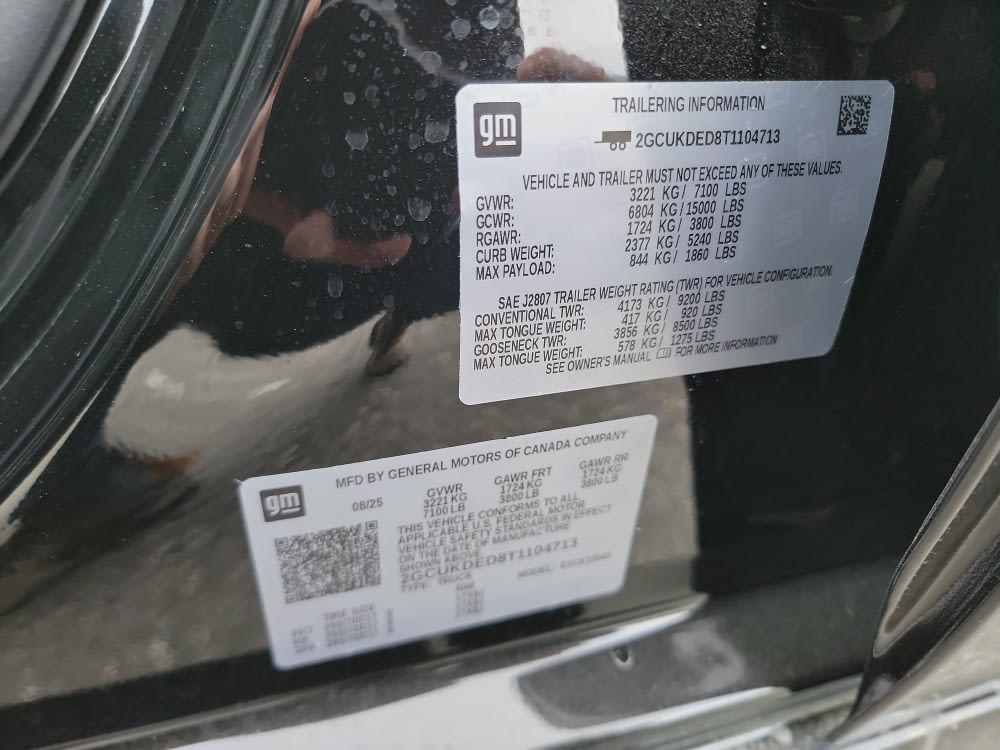 gm
TRAILERING INFORMATION
2GCUKDED8T1104713
VEHICLE AND TRAILER MUST NOT EXCEED ANY OF THESE VALUES.
GVWR: 3221 KG / 7100 LBS
GCWR: 6804 KG / 15000 LBS
RGAWR: 1724 KG / 3800 LBS
CURB WEIGHT: 2377 KG / 5240 LBS
MAX PAYLOAD: 844 KG / 1860 LBS
SAE J2807 TRAILER WEIGHT RATING (TWR) FOR VEHICLE CONFIGURATION.
CONVENTIONAL TWR: 4173 KG / 9200 LBS
MAX TONGUE WEIGHT: 417 KG / 920 LBS
GOOSENECK TWR: 3856 KG / 8500 LBS
MAX TONGUE WEIGHT: 578 KG / 1275 LBS
SEE OWNER'S MANUAL FOR MORE INFORMATION
gm
MFD BY GENERAL MOTORS OF CANADA COMPANY
08/25 GVWR GAWR FRT GAWR RR
3221 KG 1724 KG 1724 KG
7100 LB 3800 LB 3800 LB
THIS VEHICLE CONFORMS TO ALL
APPLICABLE U.S. FEDERAL MOTOR
VEHICLE SAFETY STANDARDS IN EFFECT
ON THE DATE OF MANUFACTURE
SHOWN ABOVE.
2GCUKDED8T1104713
TYPE: TRUCK MODEL:
TIRE SIZE RIM
FRT
RR